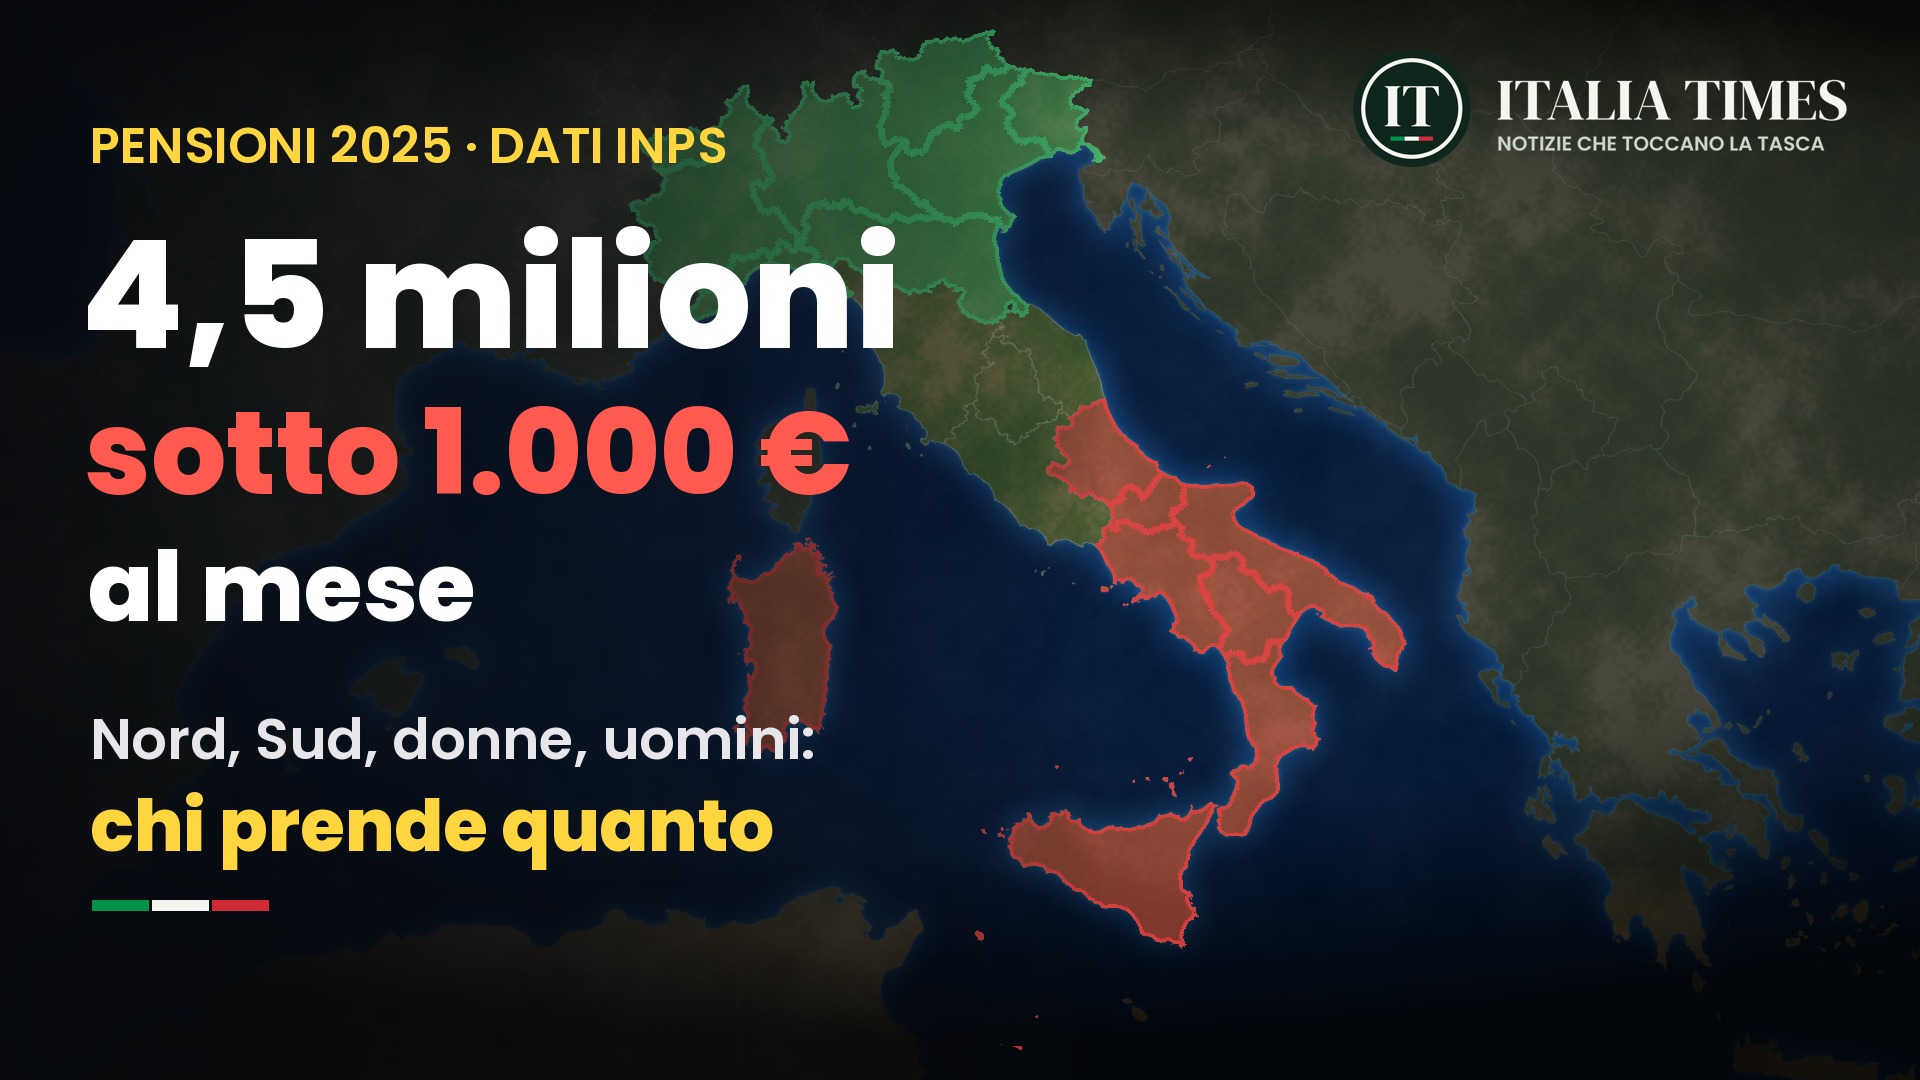 PENSIONI 2025 · DATI INPS
4,5 milioni
sotto 1.000 €
al mese
Nord, Sud, donne, uomini:
chi prende quanto
IT
ITALIA TIMES
NOTIZIE CHE TOCCANO LA TASCA